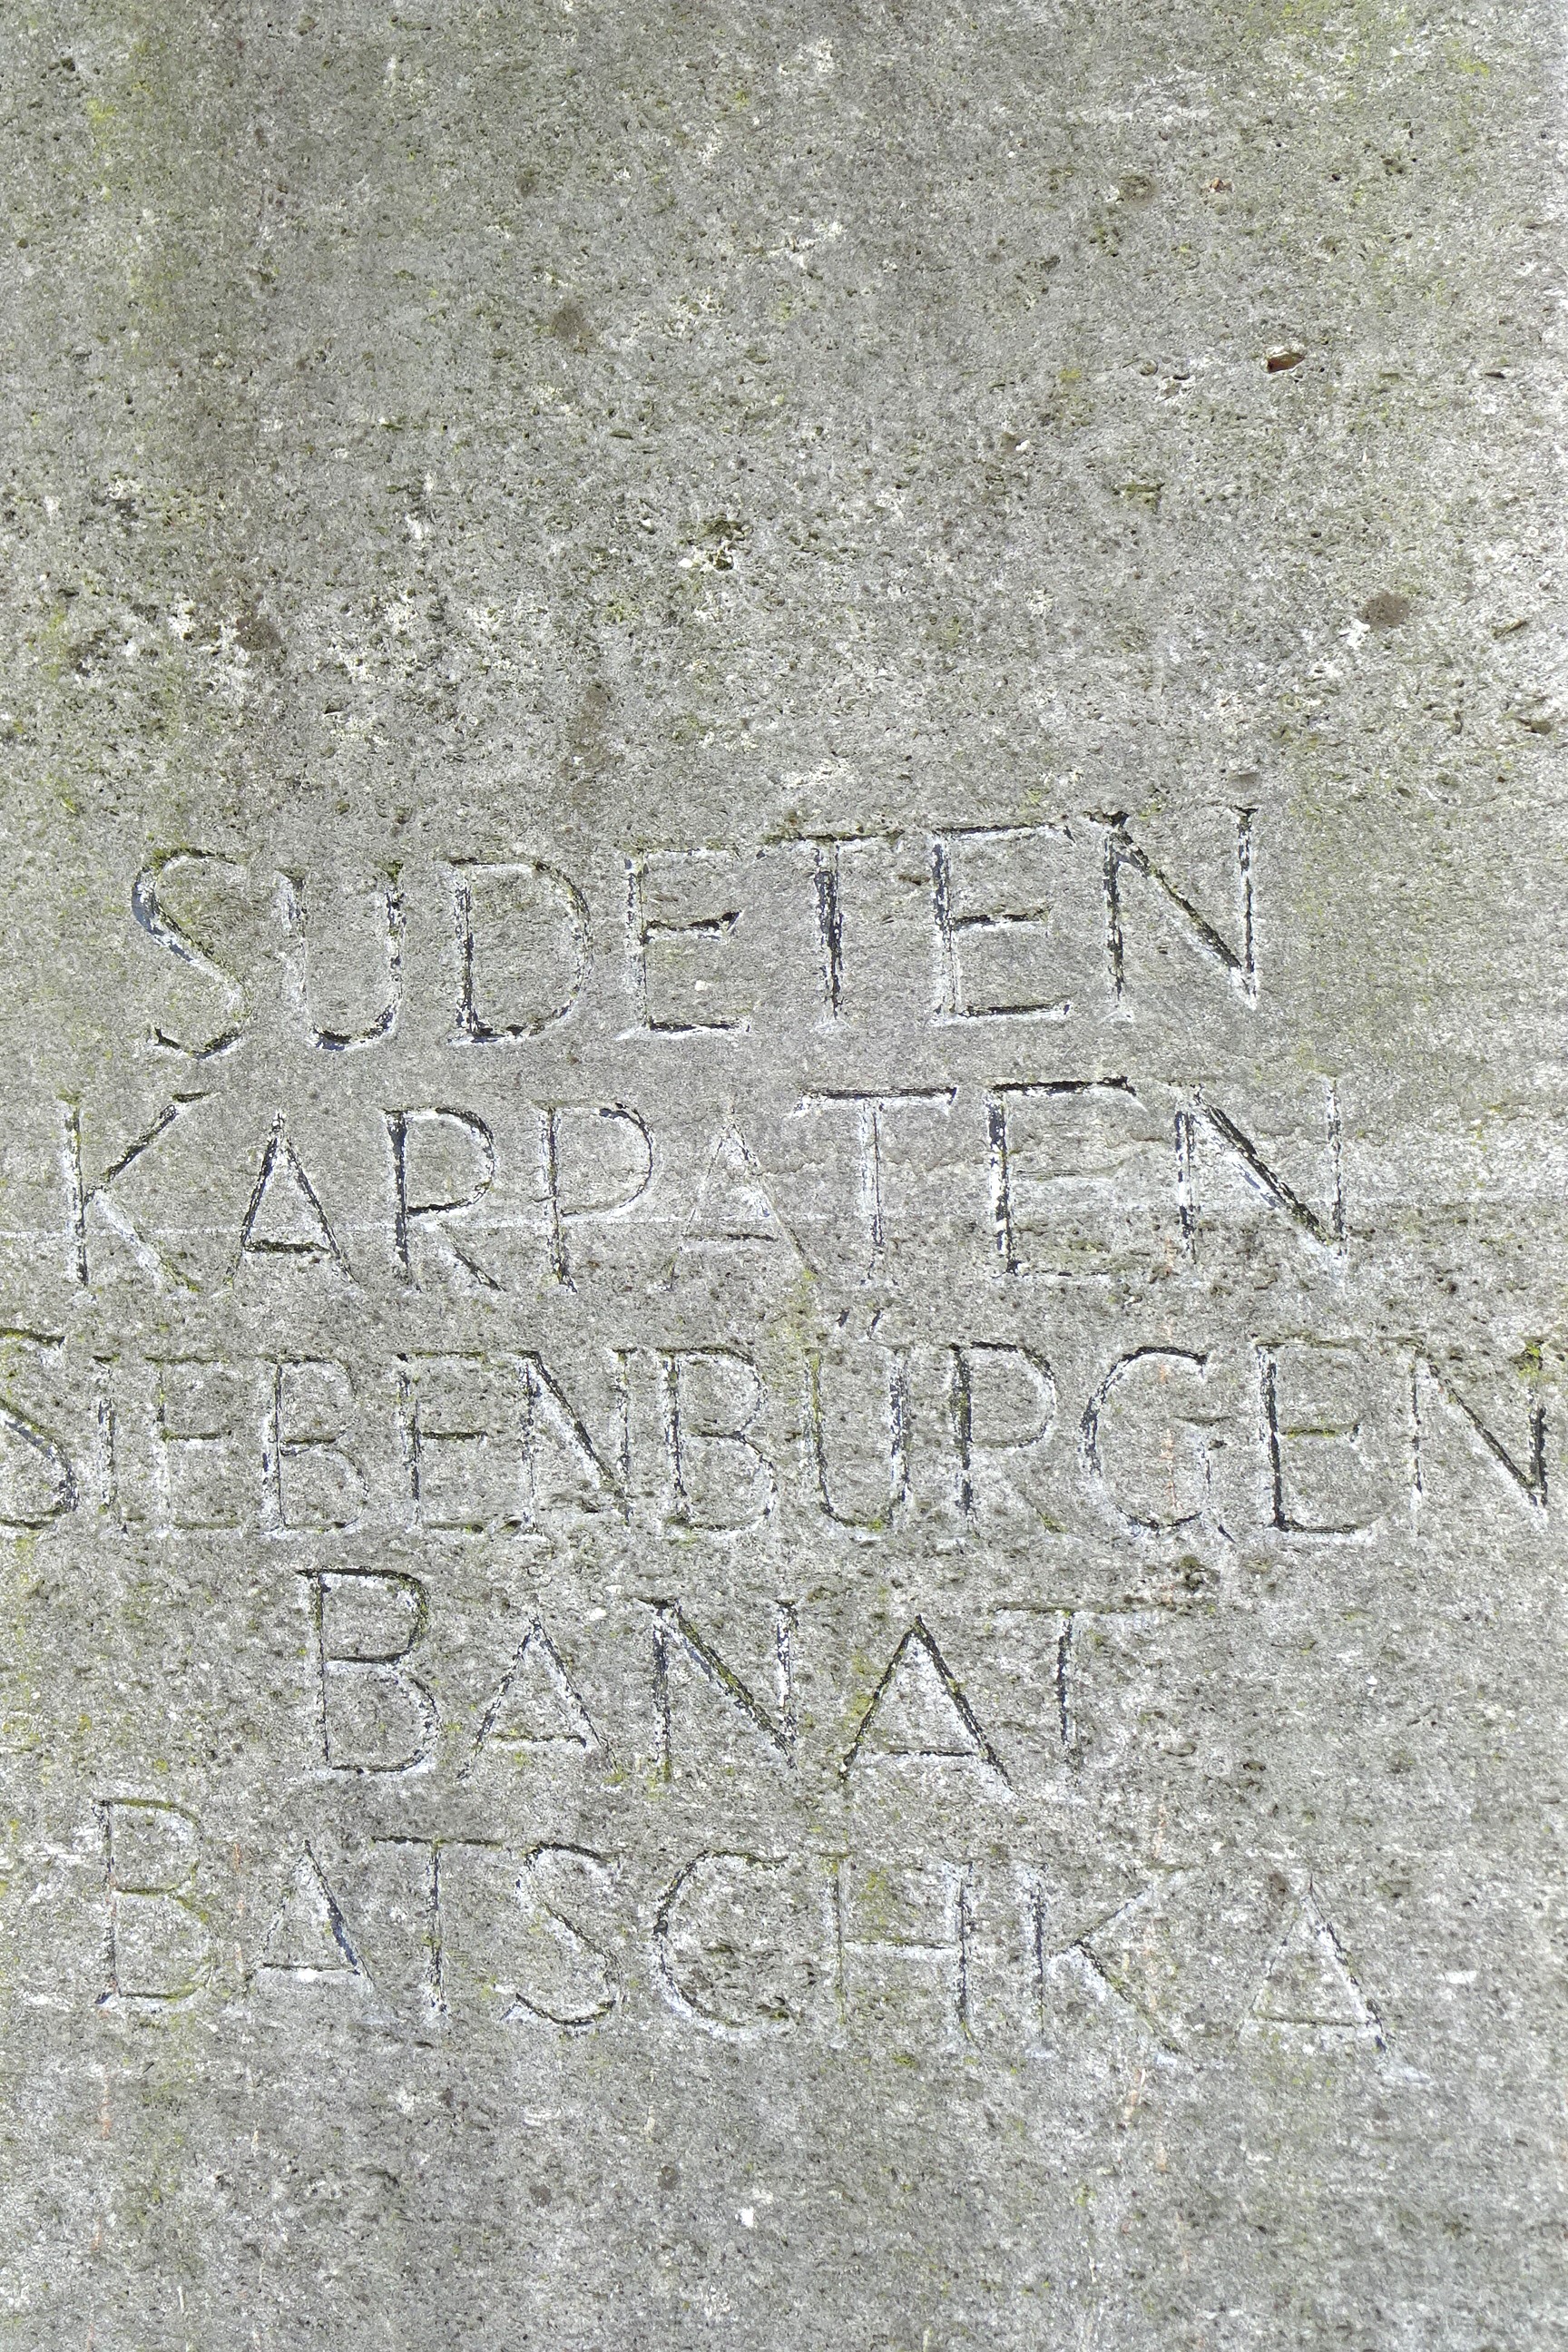 SUDETEN
KARPATEN
SIEBENBÜRGEN
BANAT
BATSCHKA